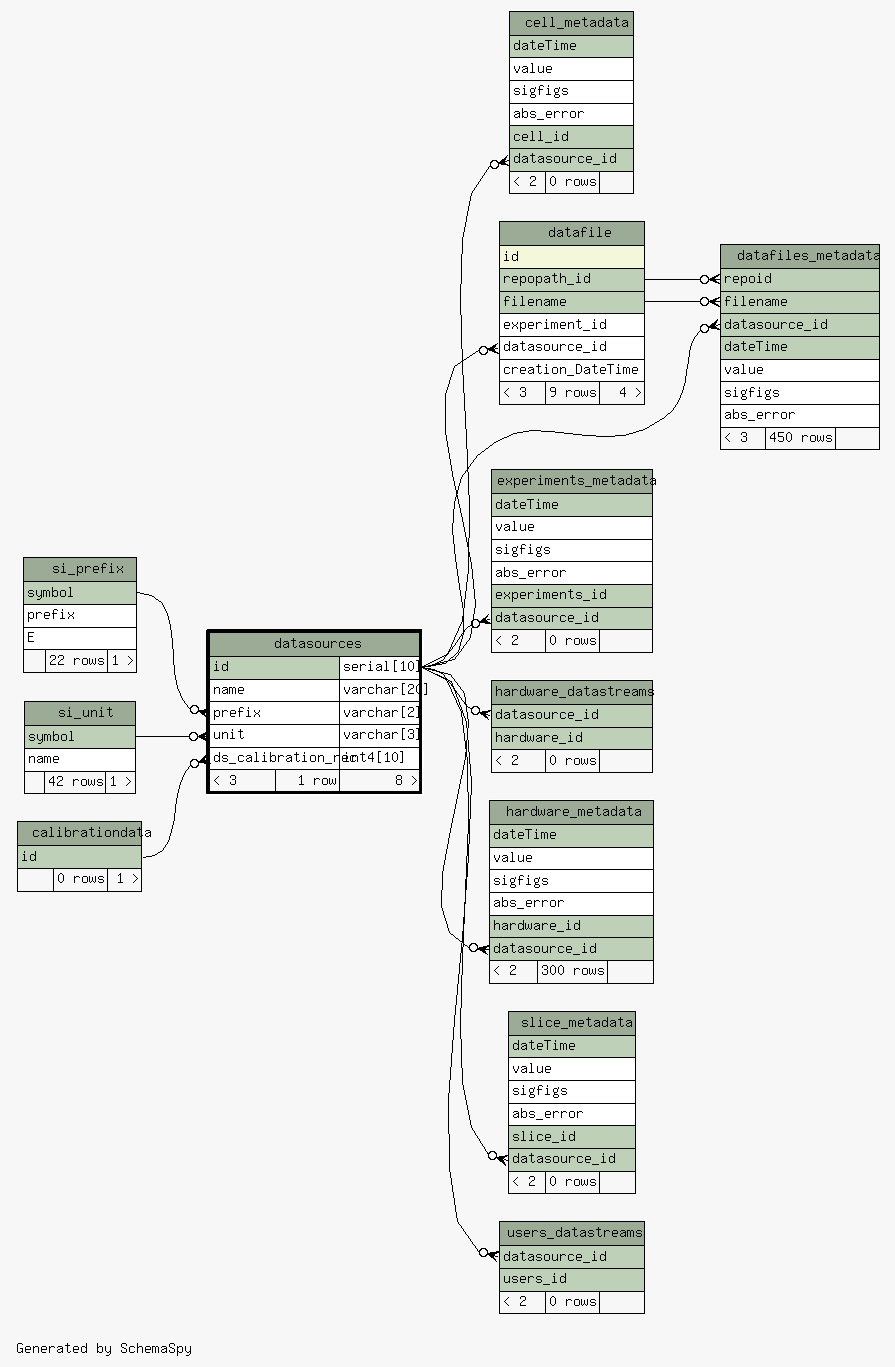 cell_metadata
dateTime
value
sigfigs
abs_error
cell_id
datasource_id
< 2 0 rows
datafile
id
repopath_id
filename
experiment_id
datasource_id
creation_DateTime
< 3 9 rows 4 >
datafiles_metadata
repoid
filename
datasource_id
dateTime
value
sigfigs
abs_error
< 3 450 rows
experiments_metadata
dateTime
value
sigfigs
abs_error
experiments_id
datasource_id
< 2 0 rows
si_prefix
symbol
prefix
E
22 rows 1 >
si_unit
symbol
name
42 rows 1 >
calibrationdata
id
0 rows 1 >
datasources
id serial[10]
name varchar[20]
prefix varchar[2]
unit varchar[3]
int4[10]
< 3 1 row 8 >
hardware_datastreams
datasource_id
hardware_id
< 2 0 rows
hardware_metadata
dateTime
value
sigfigs
abs_error
hardware_id
datasource_id
< 2 300 rows
slice_metadata
dateTime
value
sigfigs
abs_error
slice_id
datasource_id
< 2 0 rows
users_datastreams
datasource_id
users_id
< 2 0 rows
Generated by SchemaSpy